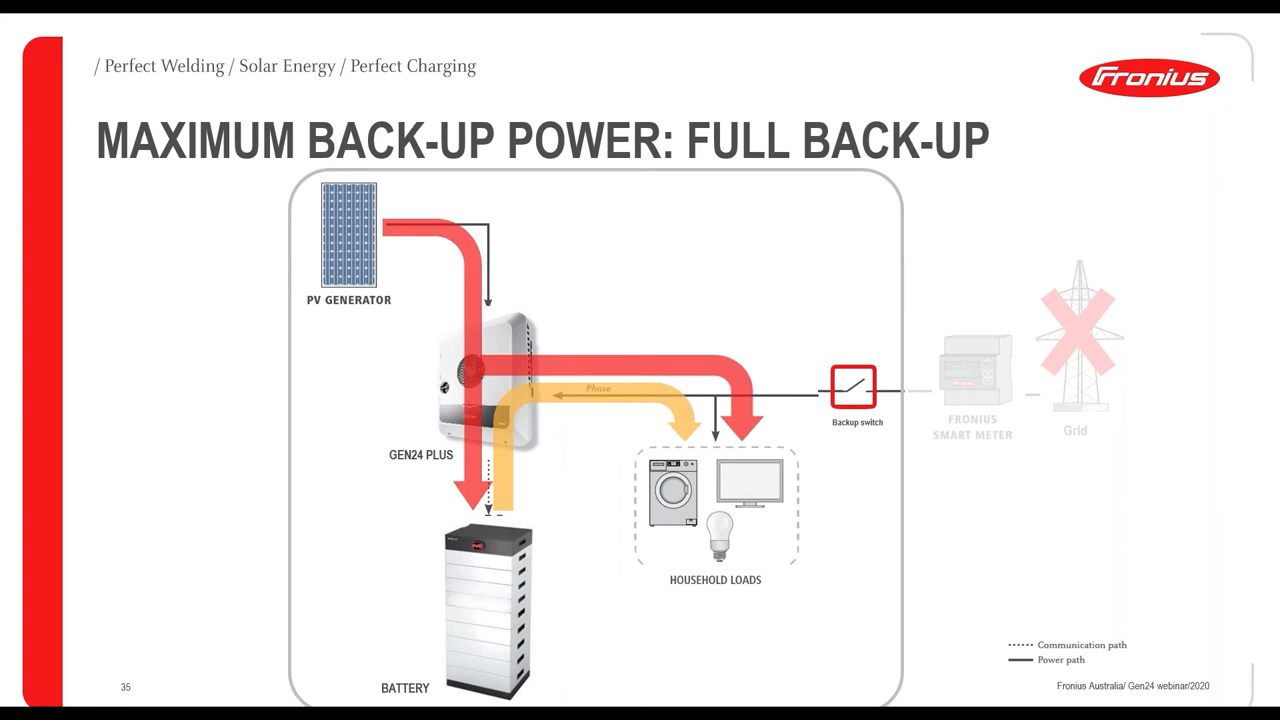 / Perfect Welding / Solar Energy / Perfect Charging
Fronius
MAXIMUM BACK-UP POWER: FULL BACK-UP
PV GENERATOR
Phase
Backup switch
FRONIUS
SMART METER
Grid
GEN24 PLUS
HOUSEHOLD LOADS
Communication path
Power path
BATTERY
35
Fronius Australia/ Gen24 webinar/2020